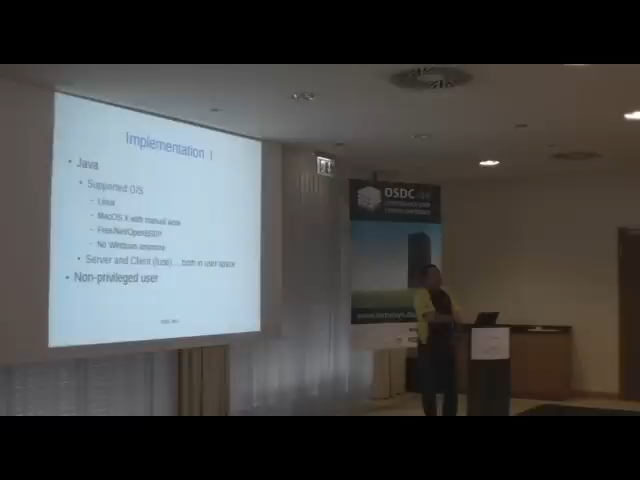 Implementation I
• Java
• Supported O/S
- Linux
- MacOS X with manual work
- Free/Net/OpenBSD?
- No Windows anymore
• Server and Client (fuse)... both in user space
• Non-privileged user
OSDC